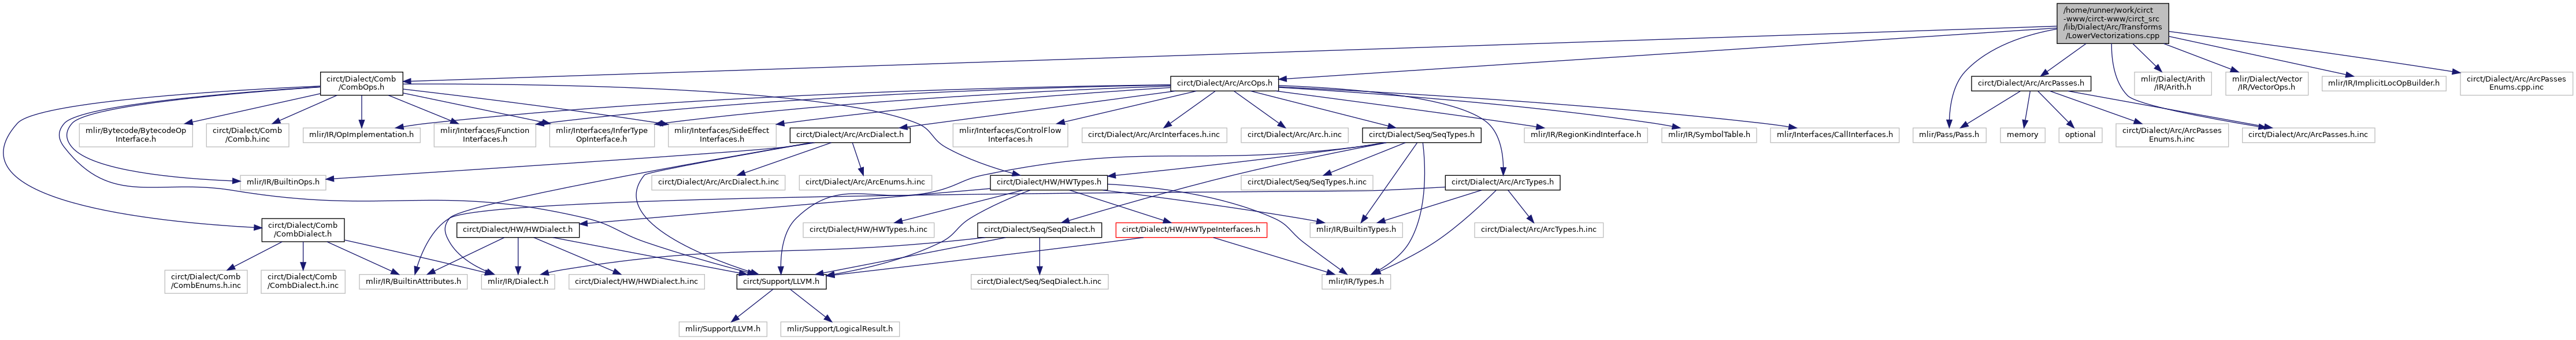 /home/runner/work/circt
-www/circt-www/circt_src
/lib/Dialect/Arc/Transforms
/LowerVectorizations.cpp
circt/Dialect/Comb
/CombOps.h
circt/Dialect/Arc/ArcOps.h
circt/Dialect/Arc/ArcPasses.h
mlir/Dialect/Arith
/IR/Arith.h
mlir/Dialect/Vector
/IR/VectorOps.h
mlir/IR/ImplicitLocOpBuilder.h
circt/Dialect/Arc/ArcPasses
Enums.cpp.inc
mlir/Bytecode/BytecodeOp
Interface.h
circt/Dialect/Comb
/Comb.h.inc
mlir/IR/OpImplementation.h
mlir/Interfaces/Function
Interfaces.h
mlir/Interfaces/InferType
OpInterface.h
mlir/Interfaces/SideEffect
Interfaces.h
circt/Dialect/Arc/ArcDialect.h
mlir/Interfaces/ControlFlow
Interfaces.h
circt/Dialect/Arc/ArcInterfaces.h.inc
circt/Dialect/Arc/Arc.h.inc
circt/Dialect/Seq/SeqTypes.h
mlir/IR/RegionKindInterface.h
mlir/IR/SymbolTable.h
mlir/Interfaces/CallInterfaces.h
mlir/Pass/Pass.h
memory
optional
circt/Dialect/Arc/ArcPasses
Enums.h.inc
circt/Dialect/Arc/ArcPasses.h.inc
mlir/IR/BuiltinOps.h
circt/Dialect/Arc/ArcDialect.h.inc
circt/Dialect/Arc/ArcEnums.h.inc
circt/Dialect/HW/HWTypes.h
circt/Dialect/Seq/SeqTypes.h.inc
circt/Dialect/Arc/ArcTypes.h
circt/Dialect/Comb
/CombDialect.h
circt/Dialect/HW/HWDialect.h
circt/Dialect/HW/HWTypes.h.inc
circt/Dialect/Seq/SeqDialect.h
circt/Dialect/HW/HWTypeInterfaces.h
mlir/IR/BuiltinTypes.h
circt/Dialect/Arc/ArcTypes.h.inc
circt/Dialect/Comb
/CombEnums.h.inc
circt/Dialect/Comb
/CombDialect.h.inc
mlir/IR/BuiltinAttributes.h
mlir/IR/Dialect.h
circt/Dialect/HW/HWDialect.h.inc
circt/Support/LLVM.h
circt/Dialect/Seq/SeqDialect.h.inc
mlir/IR/Types.h
mlir/Support/LLVM.h
mlir/Support/LogicalResult.h